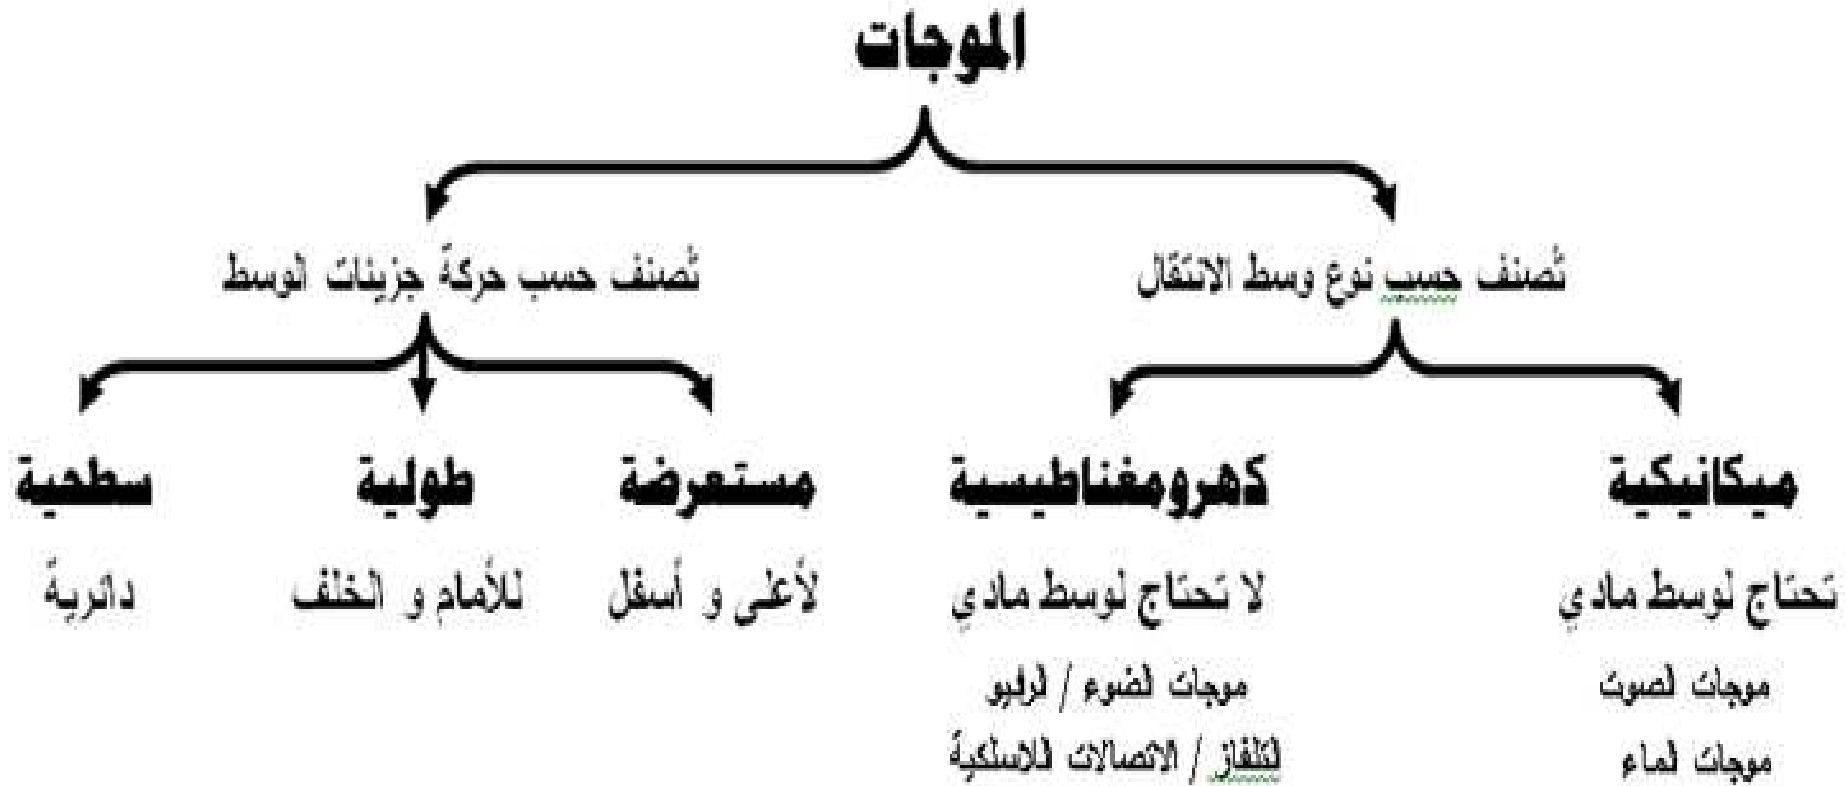 الموجات
تُصنف حسب نوع وسط الانتقال
تُصنف حسب حركة جزيئات الوسط
ميكانيكية
كهرومغناطيسية
مستعرضة
طولية
سطحية
تحتاج لوسط مادي
لا تحتاج لوسط مادي
لأعلى و أسفل
للأمام و الخلف
دائرية
موجات الصوت
موجات الضوء / الراديو
موجات الماء
التلفاز / الاتصالات اللاسلكية